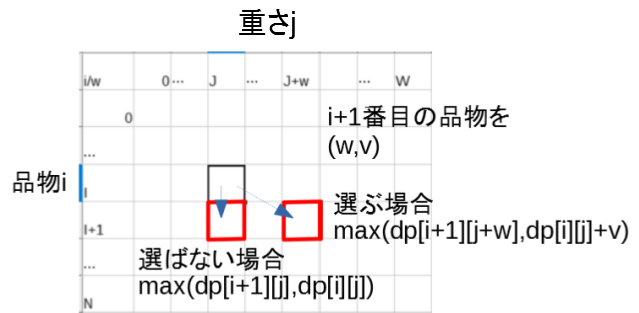 重さj
i/w 0… J … J+w … W
0
i+1番目の品物を
(w,v)
…
品物i
I
選ぶ場合
I+1
max(dp[i+1][j+w],dp[i][j]+v)
選ばない場合
…
max(dp[i+1][j],dp[i][j])
N